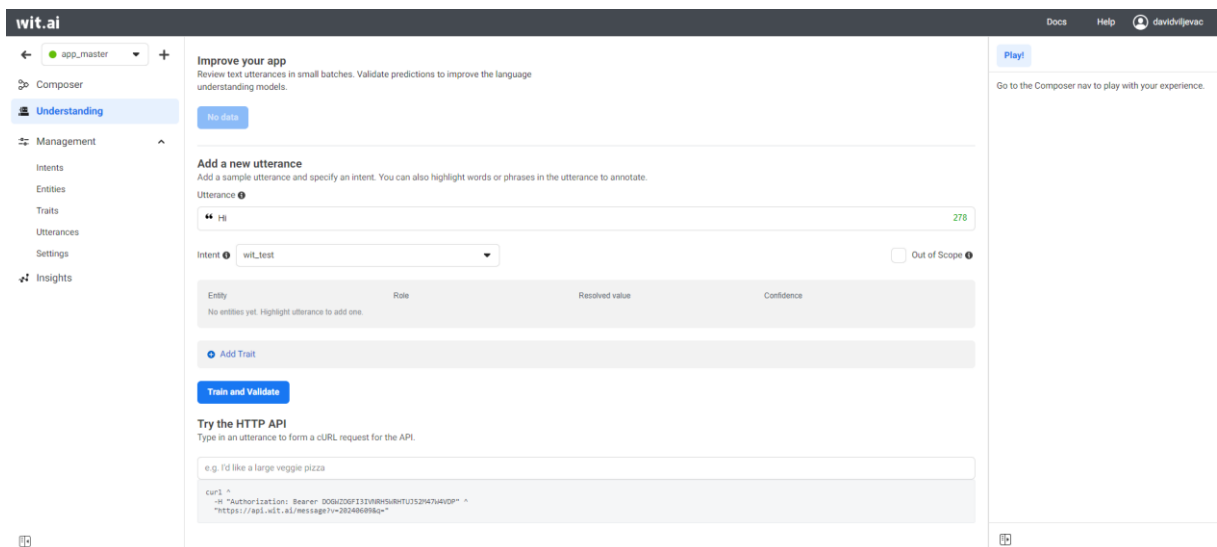 wit.ai
Docs Help davidviljevac
app_master
Composer
Understanding
Management
Intents
Entities
Traits
Utterances
Settings
Insights
Improve your app
Review text utterances in small batches. Validate predictions to improve the language
understanding models.
No data
Add a new utterance
Add a sample utterance and specify an intent. You can also highlight words or phrases in the utterance to annotate.
Utterance
Hi 278
Intent wit_test Out of Scope
Entity Role Resolved value Confidence
No entities yet. Highlight utterance to add one.
Add Trait
Train and Validate
Try the HTTP API
Type in an utterance to form a cURL request for the API.
e.g. I'd like a large veggie pizza
curl ^
-H "Authorization: Bearer ^
"https://api.wit.ai/message?v=20240609&q="
Play!
Go to the Composer nav to play with your experience.